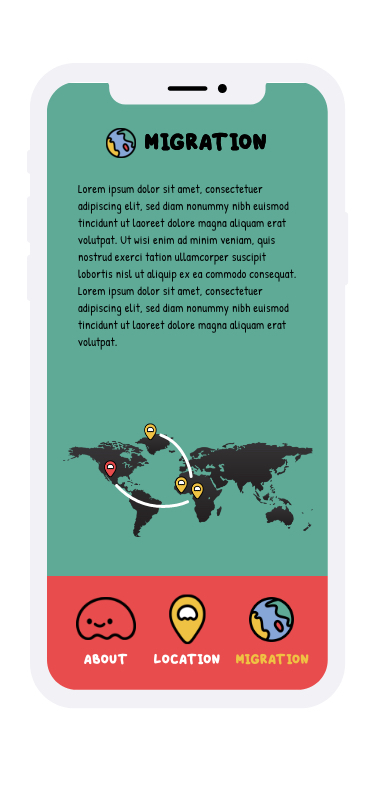 MIGRATION
Lorem ipsum dolor sit amet, consectetuer
adipiscing elit, sed diam nonummy nibh euismod
tincidunt ut laoreet dolore magna aliquam erat
volutpat. Ut wisi enim ad minim veniam, quis
nostrud exerci tation ullamcorper suscipit
lobortis nisl ut aliquip ex ea commodo consequat.
Lorem ipsum dolor sit amet, consectetuer
adipiscing elit, sed diam nonummy nibh euismod
tincidunt ut laoreet dolore magna aliquam erat
volutpat.
ABOUT LOCATION MIGRATION